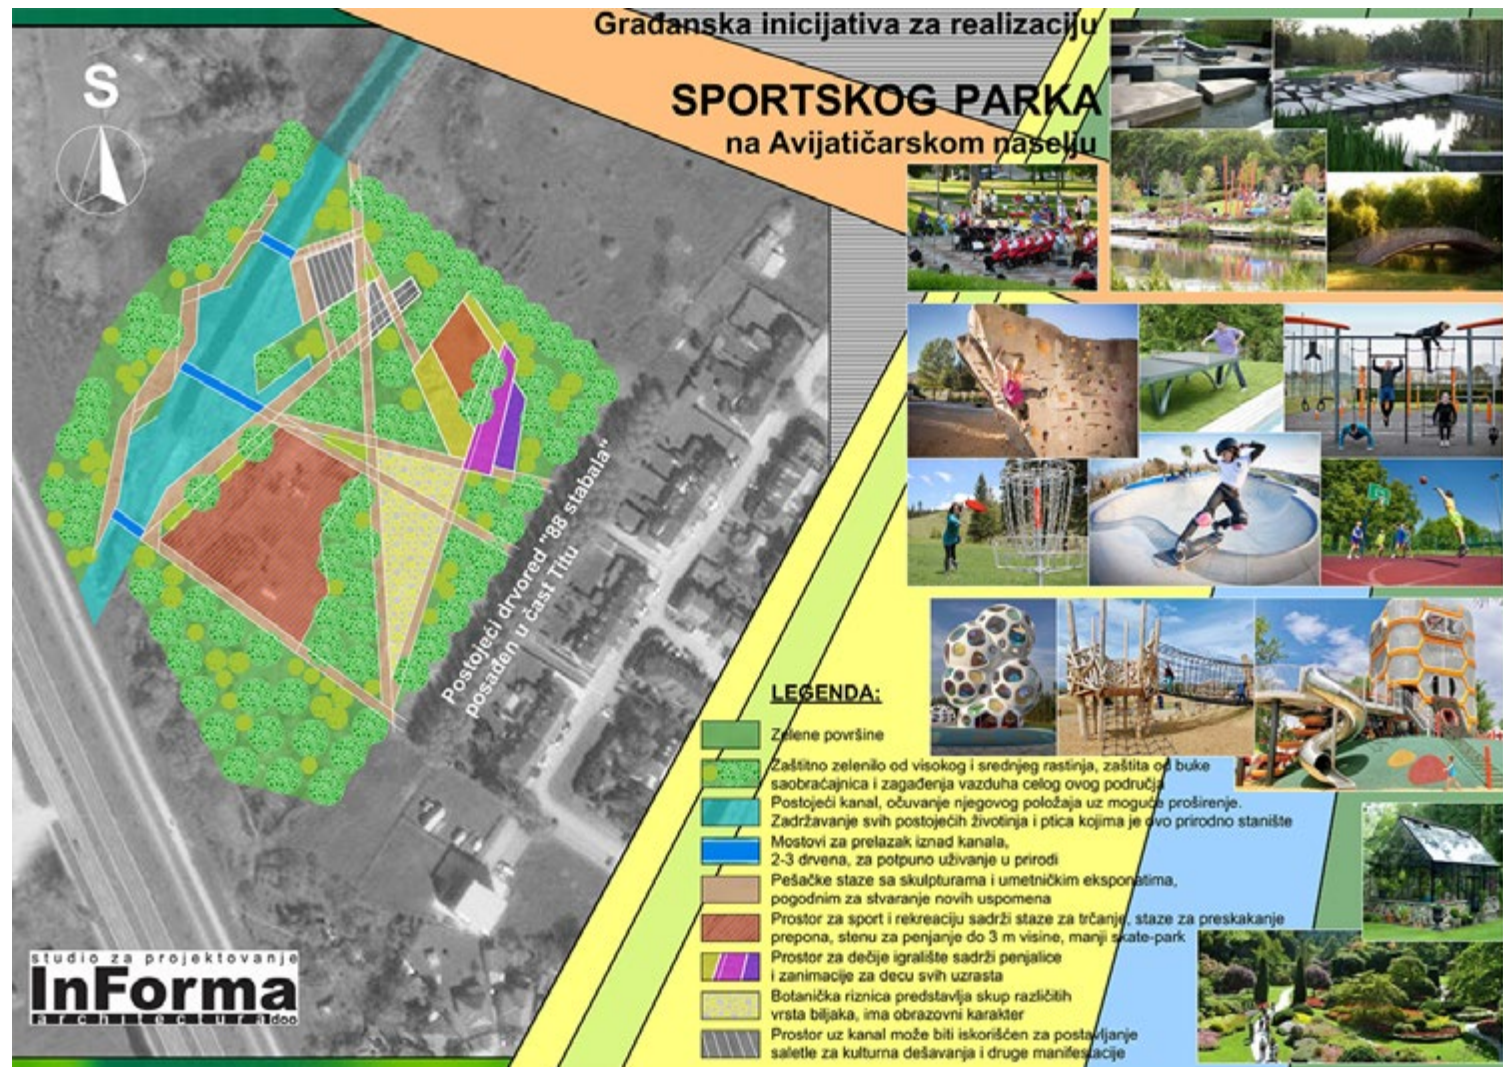 Građanska inicijativa za realizaciju
SPORTSKOG PARKA
na Avijatičarskom naselju
S
Postojeći drvored "88 stabala"
posađen u čast Titu
LEGENDA:
Zelene površine
Zaštitno zelenilo od visokog i srednjeg rastinja, zaštita od buke
saobraćajnica i zagađenja vazduha celog ovog područja
Postojeći kanal, očuvanje njegovog položaja uz moguće proširenje.
Zadržavanje svih postojećih životinja i ptica kojima je ovo prirodno stanište
Mostovi za prelazak iznad kanala,
2-3 drvena, za potpuno uživanje u prirodi
Pešačke staze sa skulpturama i umetničkim eksponatima,
pogodnim za stvaranje novih uspomena
Prostor za sport i rekreaciju sadrži staze za trčanje, staze za preskakanje
prepona, stenu za penjanje do 3 m visine, manji skate-park
Prostor za dečije igralište sadrži penjalice
i zanimacije za decu svih uzrasta
Botanička riznica predstavlja skup različitih
vrsta biljaka, ima obrazovni karakter
Prostor uz kanal može biti iskorišćen za postavljanje
saletle za kulturna dešavanja i druge manifestacije
studio za projektovanje
InForma
architectura doo